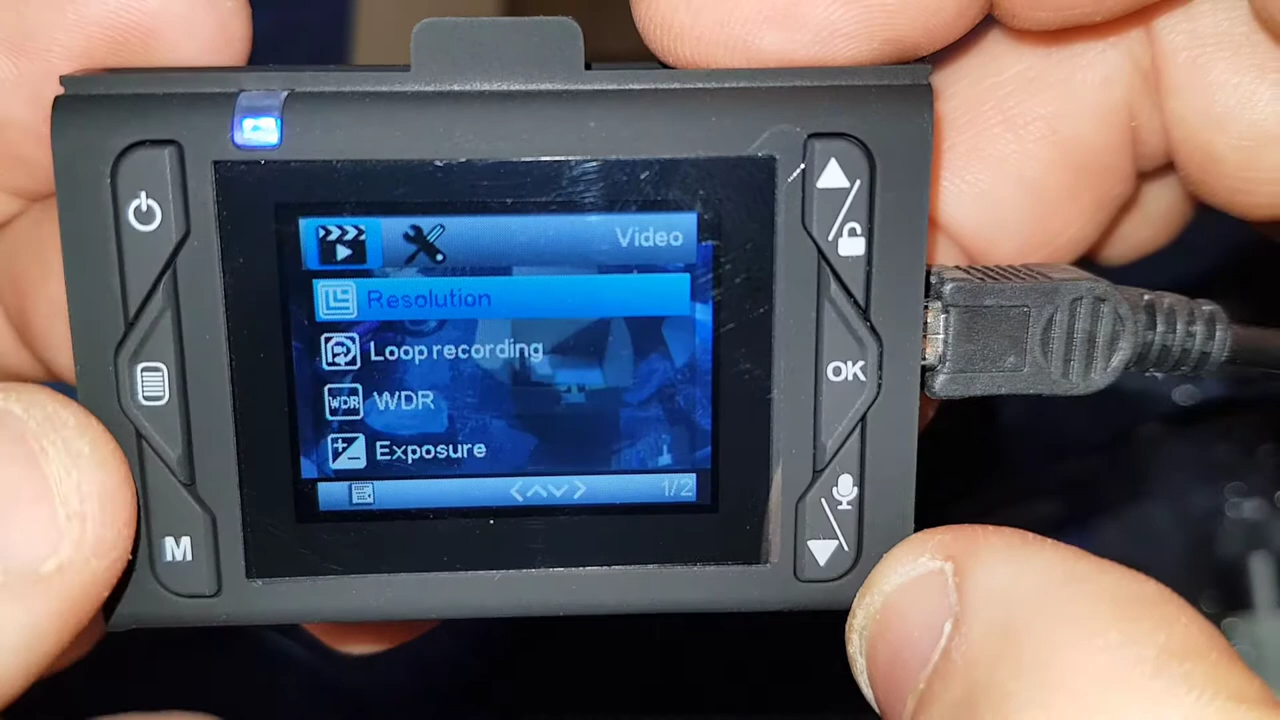 Video
Resolution
Loop recording
WDR WDR
Exposure
1/2
OK
M